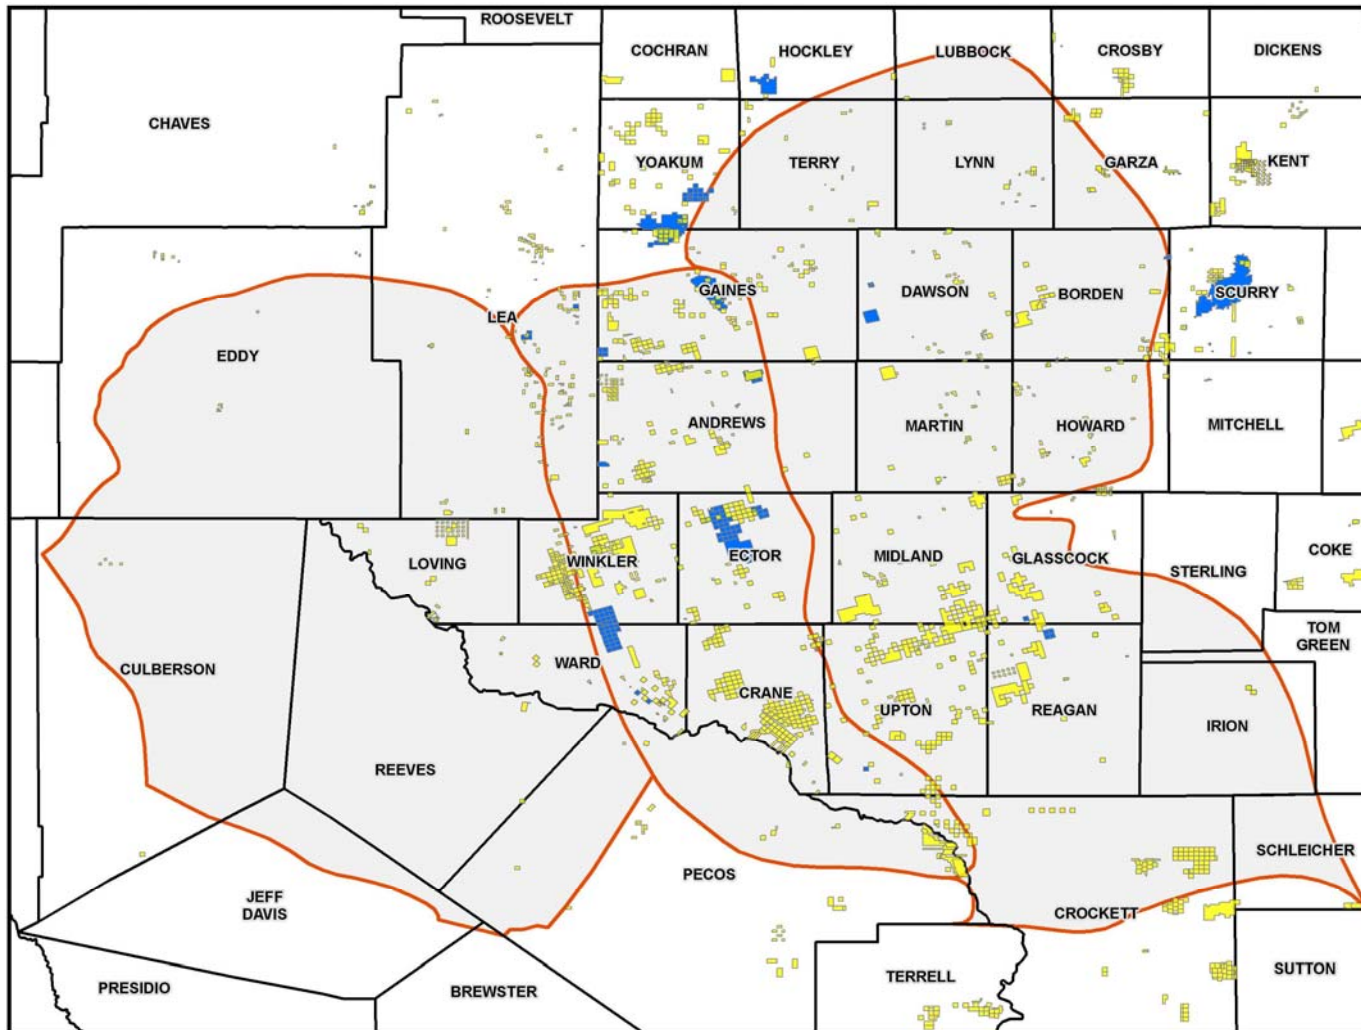 ROOSEVELT
COCHRAN
HOCKLEY
LUBBOCK
CROSBY
DICKENS
CHAVES
YOAKUM
TERRY
LYNN
GARZA
KENT
GAINES
DAWSON
BORDEN
SCURRY
LEA
EDDY
ANDREWS
MARTIN
HOWARD
MITCHELL
LOVING
WINKLER
ECTOR
MIDLAND
GLASSCOCK
STERLING
COKE
TOM
GREEN
CULBERSON
WARD
CRANE
UPTON
REAGAN
IRION
REEVES
PECOS
SCHLEICHER
JEFF
DAVIS
CROCKETT
PRESIDIO
BREWSTER
TERRELL
SUTTON